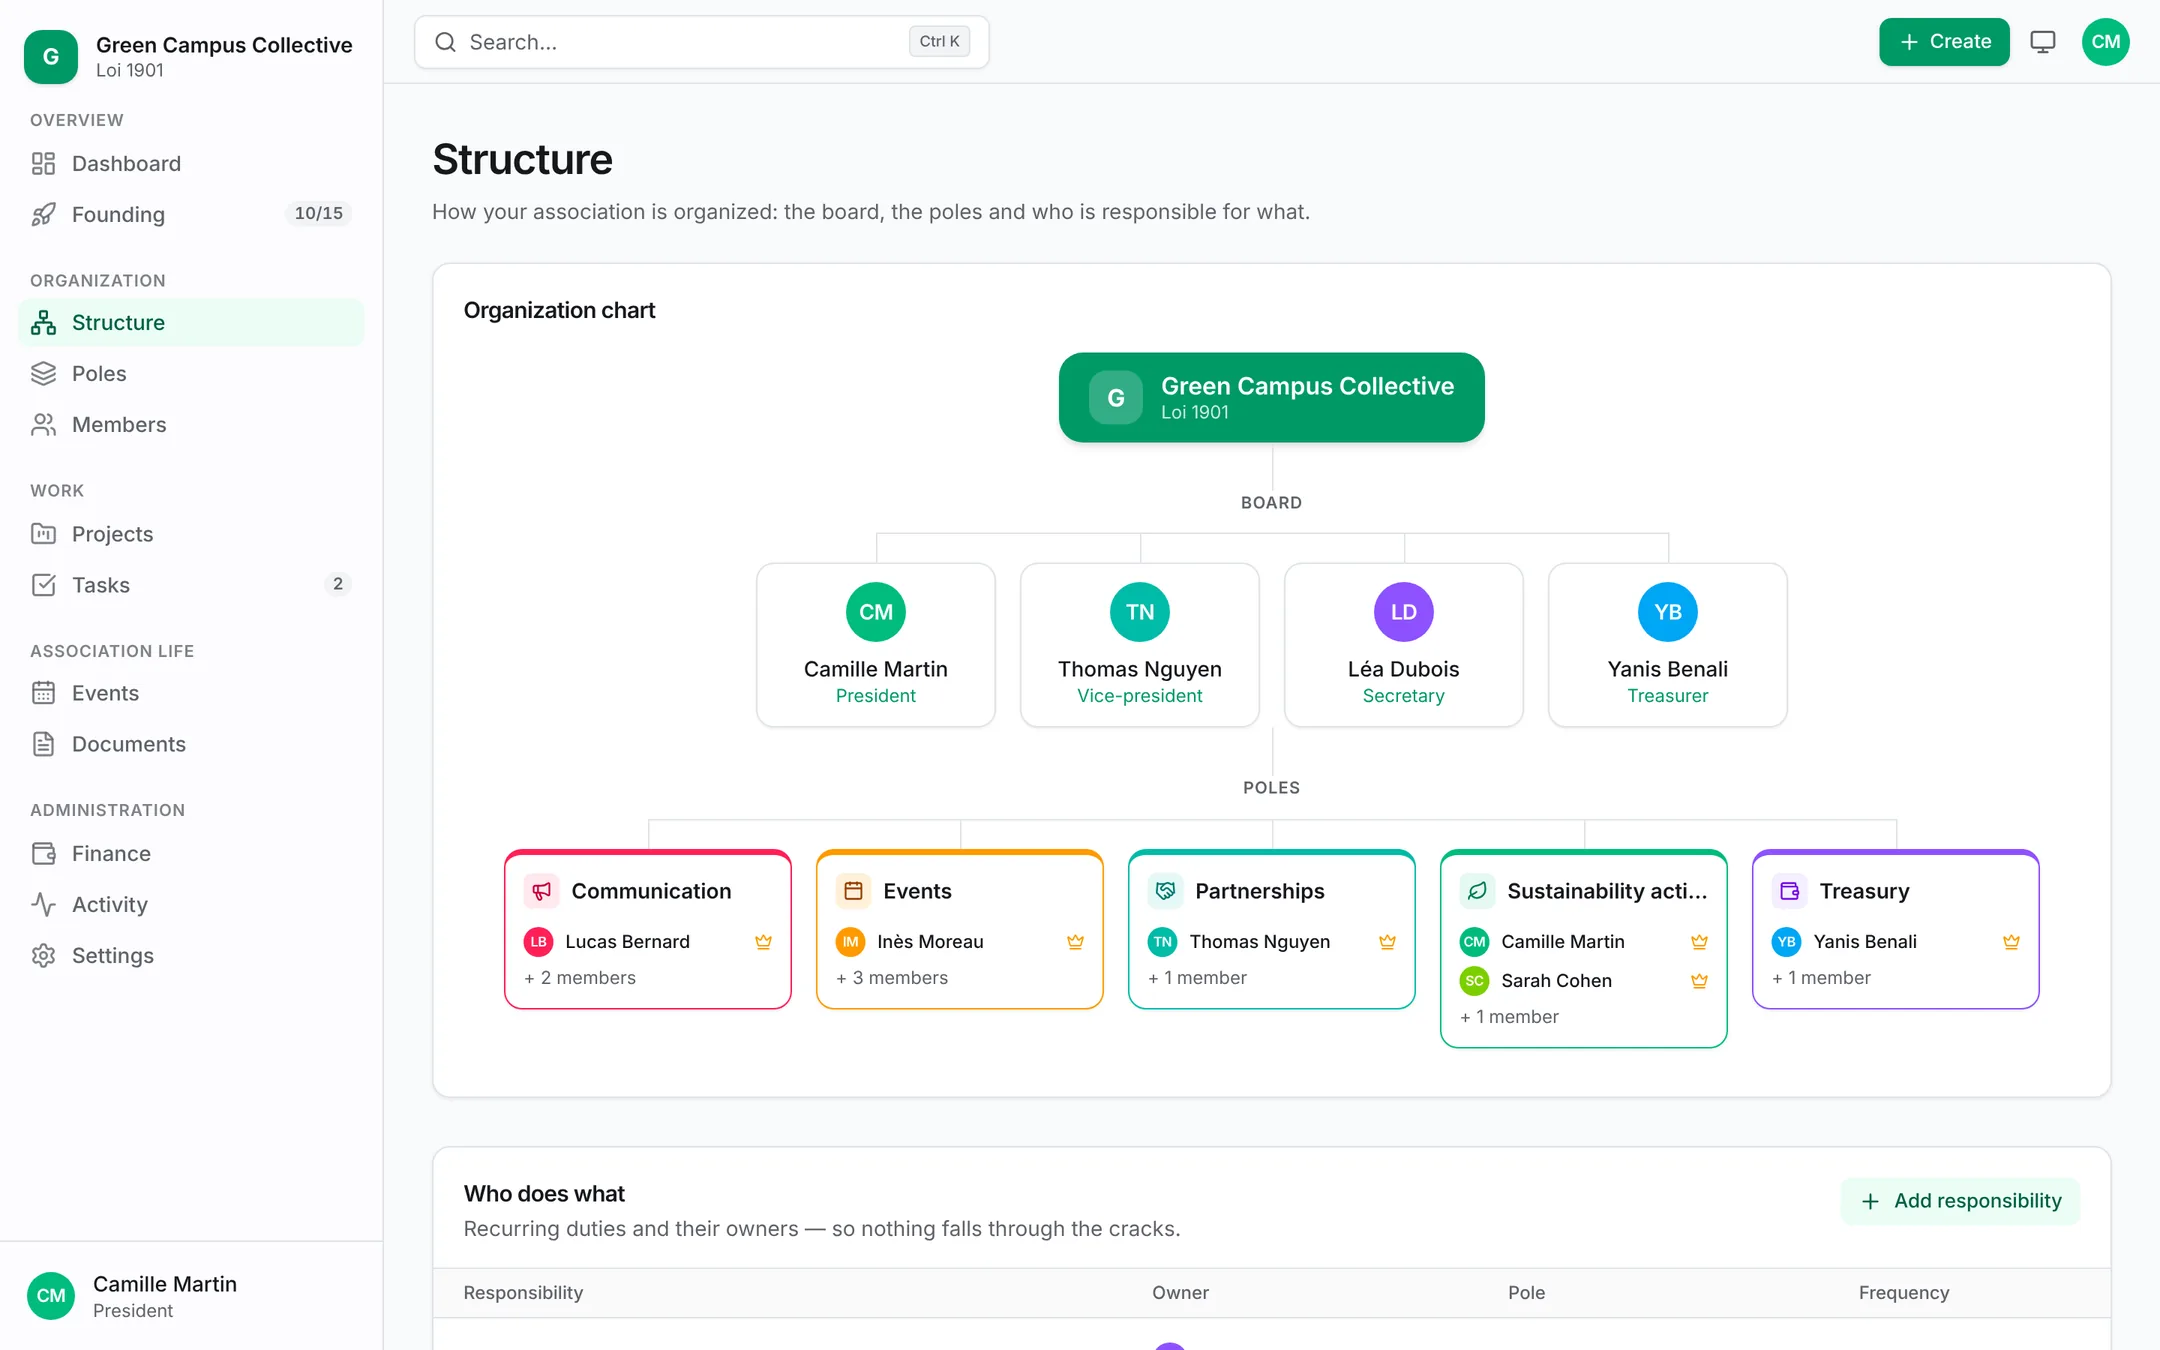 G
Green Campus Collective
Loi 1901
OVERVIEW
Dashboard
Founding
10/15
ORGANIZATION
Structure
Poles
Members
WORK
Projects
Tasks
2
ASSOCIATION LIFE
Events
Documents
ADMINISTRATION
Finance
Activity
Settings
CM
Camille Martin
President
Search...
Ctrl K
Create
CM
Structure
How your association is organized: the board, the poles and who is responsible for what.
Organization chart
G
Green Campus Collective
Loi 1901
BOARD
CM
Camille Martin
President
TN
Thomas Nguyen
Vice-president
LD
Léa Dubois
Secretary
YB
Yanis Benali
Treasurer
POLES
Communication
LB Lucas Bernard
+ 2 members
Events
IM Inès Moreau
+ 3 members
Partnerships
TN Thomas Nguyen
+ 1 member
Sustainability acti...
CM Camille Martin
SC Sarah Cohen
+ 1 member
Treasury
YB Yanis Benali
+ 1 member
Who does what
Recurring duties and their owners — so nothing falls through the cracks.
Add responsibility
Responsibility
Owner
Pole
Frequency